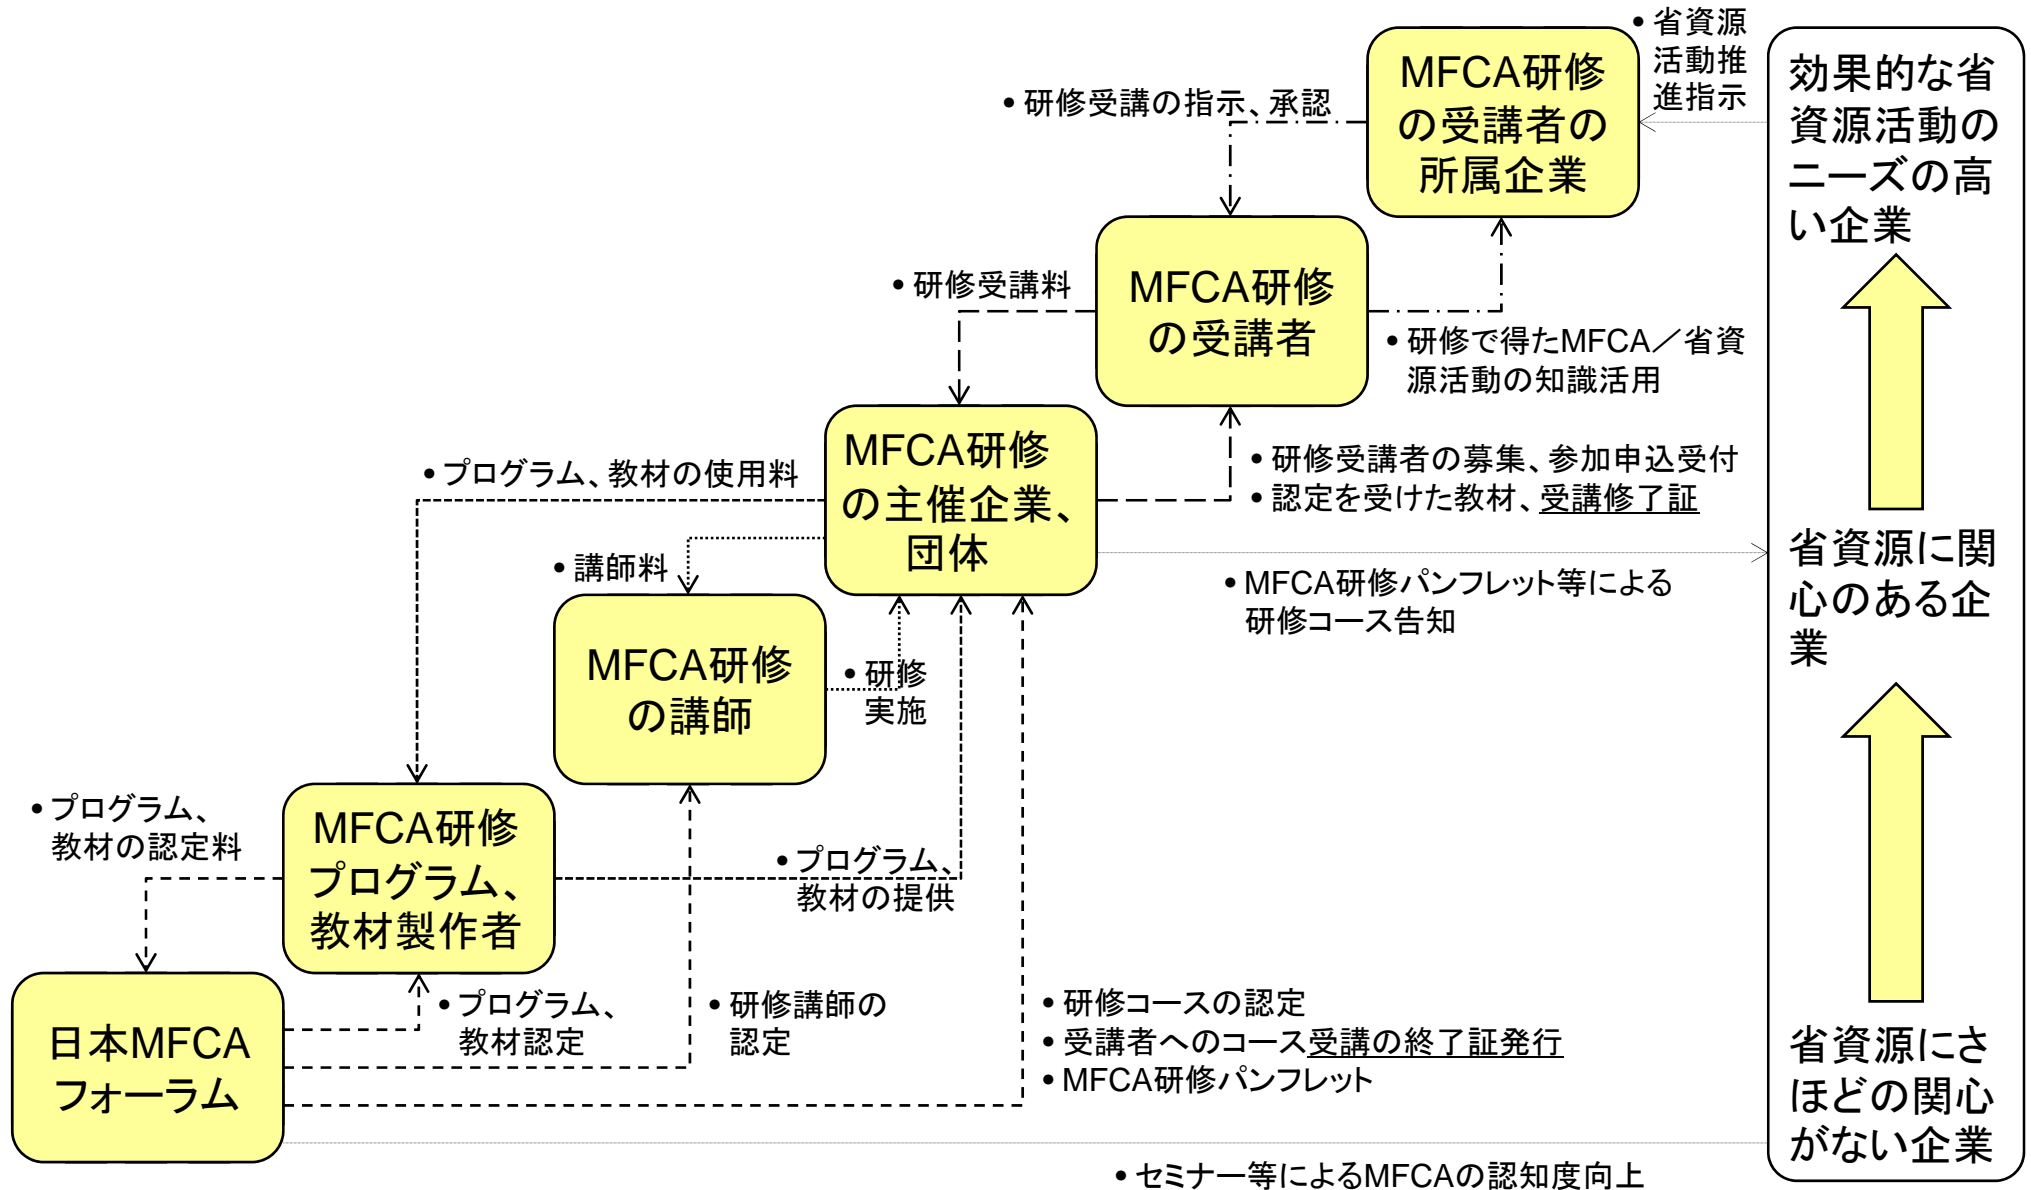 • 省資源
活動推
進指示
MFCA研修
の受講者の
所属企業
効果的な省
資源活動の
ニーズの高
い企業
• 研修受講の指示、承認
MFCA研修
の受講者
• 研修受講料
• 研修で得たMFCA／省資
源活動の知識活用
MFCA研修
の主催企業、
団体
• プログラム、教材の使用料
• 研修受講者の募集、参加申込受付
• 認定を受けた教材、受講修了証
• 講師料
• MFCA研修パンフレット等による
研修コース告知
省資源に関
心のある企
業
MFCA研修
の講師
• 研修
実施
• プログラム、
教材の認定料
MFCA研修
プログラム、
教材製作者
• プログラム、
教材の提供
日本MFCA
フォーラム
• プログラム、
教材認定
• 研修講師の
認定
• 研修コースの認定
• 受講者へのコース受講の終了証発行
• MFCA研修パンフレット
省資源にさ
ほどの関心
がない企業
• セミナー等によるMFCAの認知度向上